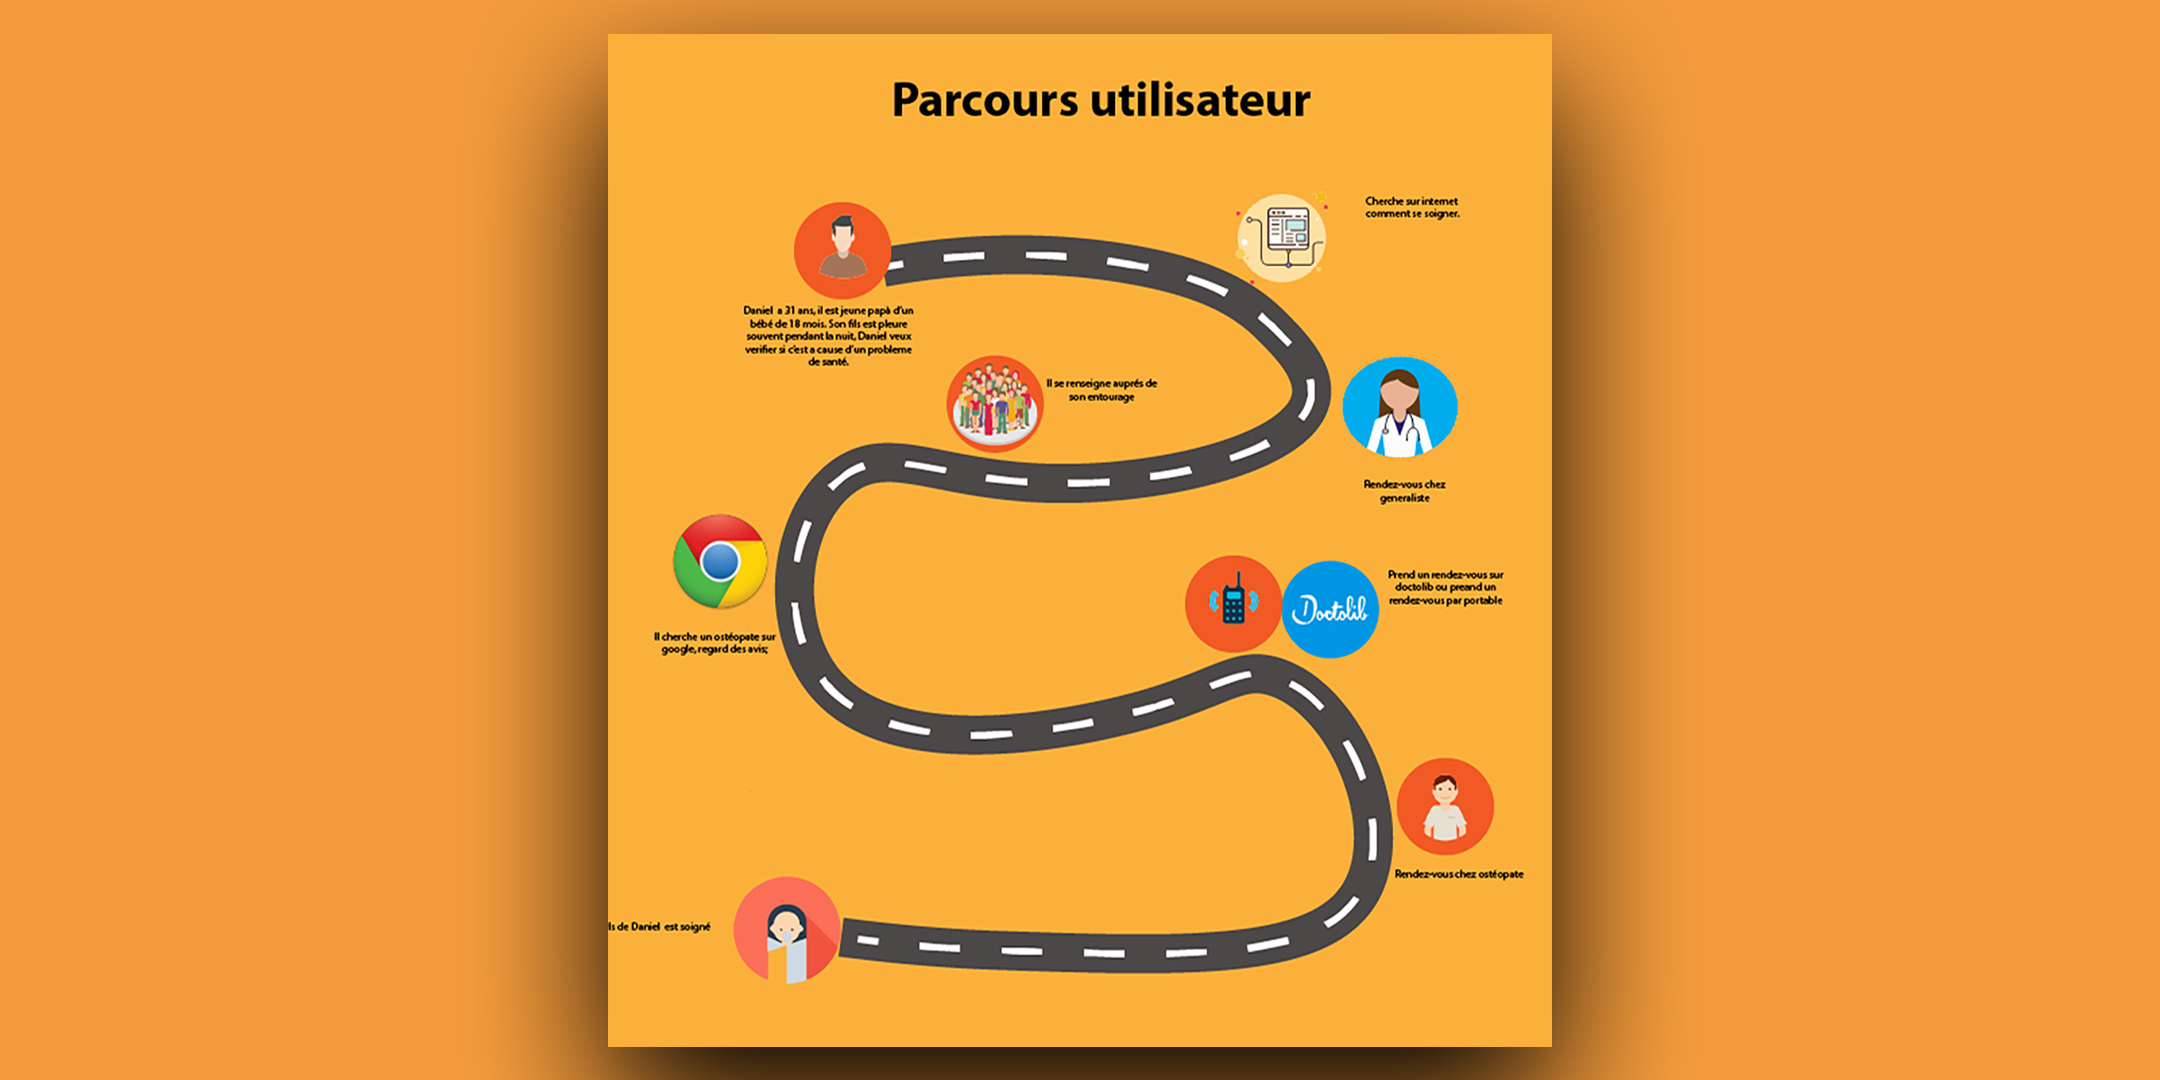 Parcours utilisateur
Cherche sur internet
comment se soigner.
Daniel a 31 ans, il est jeune papà d'un
bébé de 18 mois. Son fils est pleure
souvent pendant la nuit, Daniel veux
verifier si c'est a cause d'un probleme
de santé.
Il se renseigne auprés de
son entourage
Rendez-vous chez
generaliste
Il cherche un ostéopate sur
google, regard des avis;
Doctolib
Prend un rendez-vous sur
doctolib ou preand un
rendez-vous par portable
Rendez-vous chez ostéopate
ls de Daniel est soigné